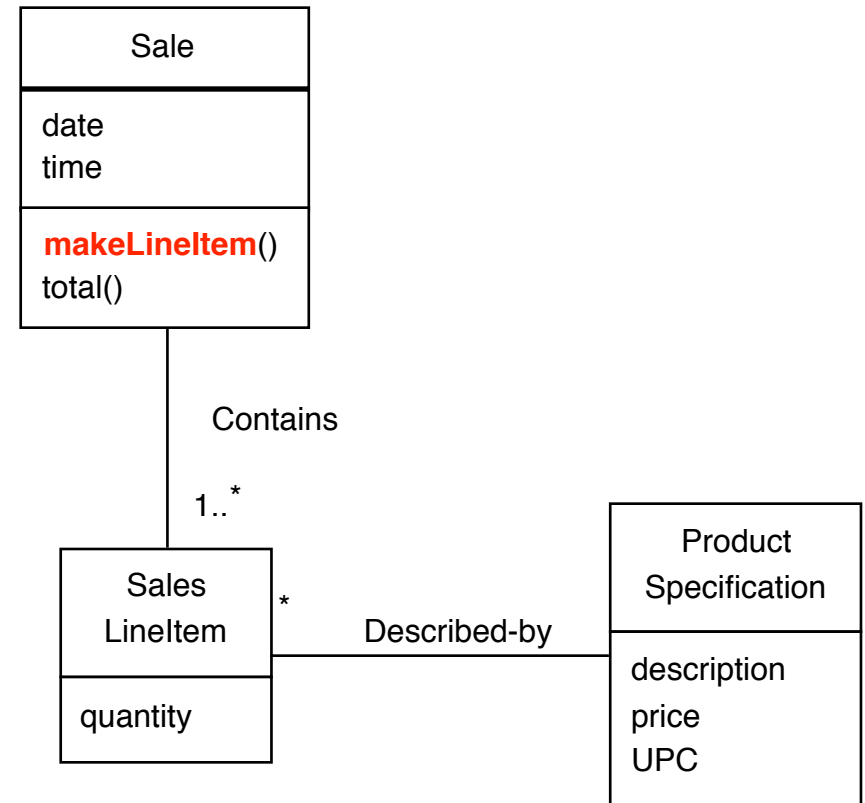 Sale
date
time
makeLineItem()
total()
Contains
1..*
Sales
LineItem
*
Described-by
quantity
Product
Specification
description
price
UPC